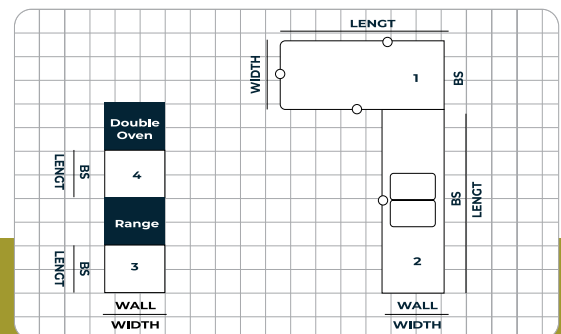 LENGT
WIDTH
1
BS
Double
Oven
LENGT
BS
4
Range
LENGT
BS
3
BS
LENGT
2
WALL
WIDTH
WALL
WIDTH